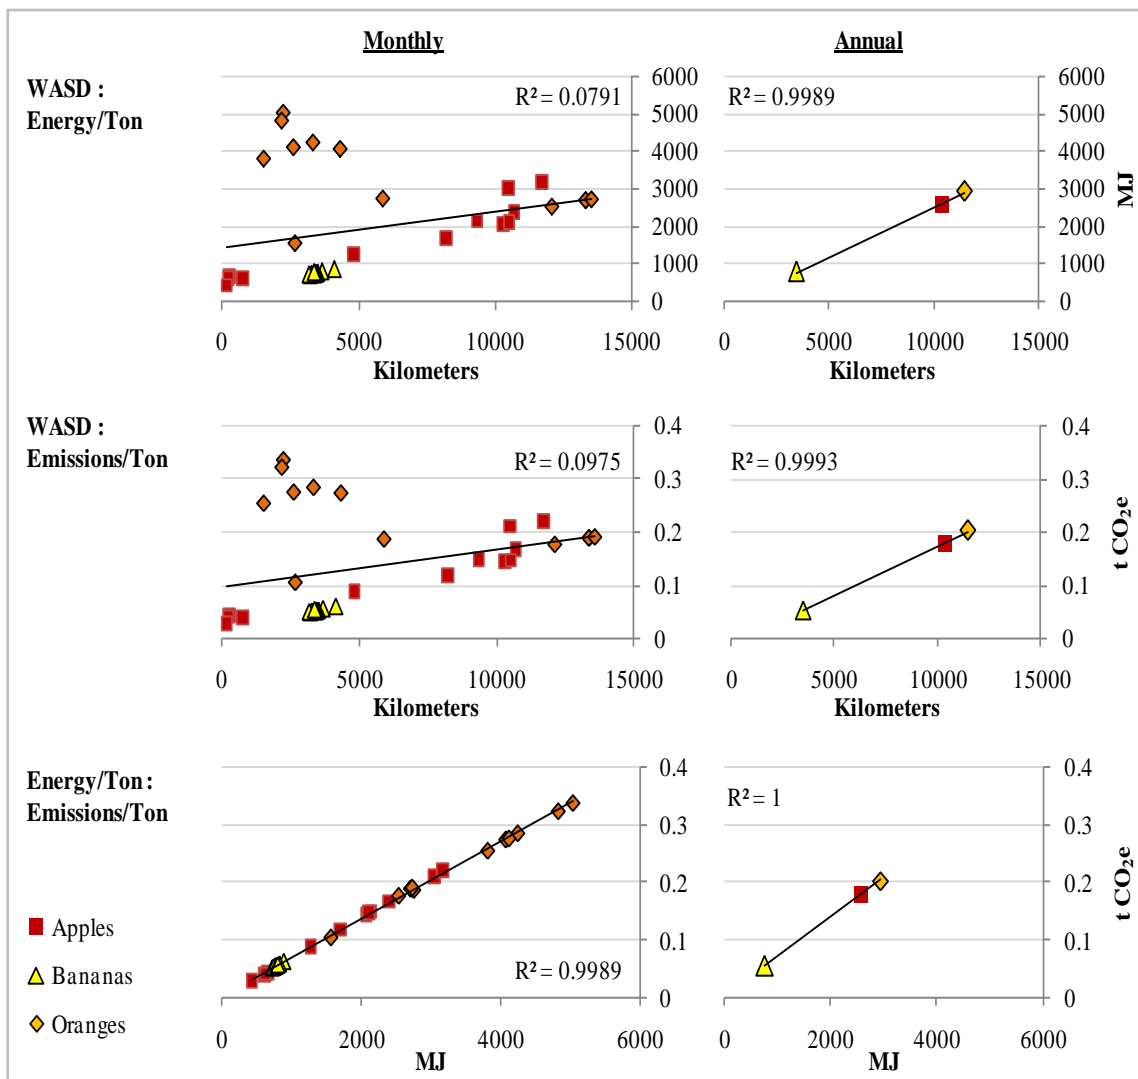 Monthly
Annual
WASD :
Energy/Ton
R² = 0.0791
6000
5000
4000
3000
2000
1000
0
0 5000 10000 15000
Kilometers
R² = 0.9989
6000
5000
4000
3000
2000
1000
0
MJ
0 5000 10000 15000
Kilometers
WASD :
Emissions/Ton
R² = 0.0975
0.4
0.3
0.2
0.1
0
0 5000 10000 15000
Kilometers
R² = 0.9993
0.4
0.3
0.2
0.1
0
t CO₂e
0 5000 10000 15000
Kilometers
Energy/Ton :
Emissions/Ton
R² = 0.9989
0.4
0.3
0.2
0.1
0
0 2000 4000 6000
MJ
R² = 1
0.4
0.3
0.2
0.1
0
t CO₂e
0 2000 4000 6000
MJ
Apples
Bananas
Oranges